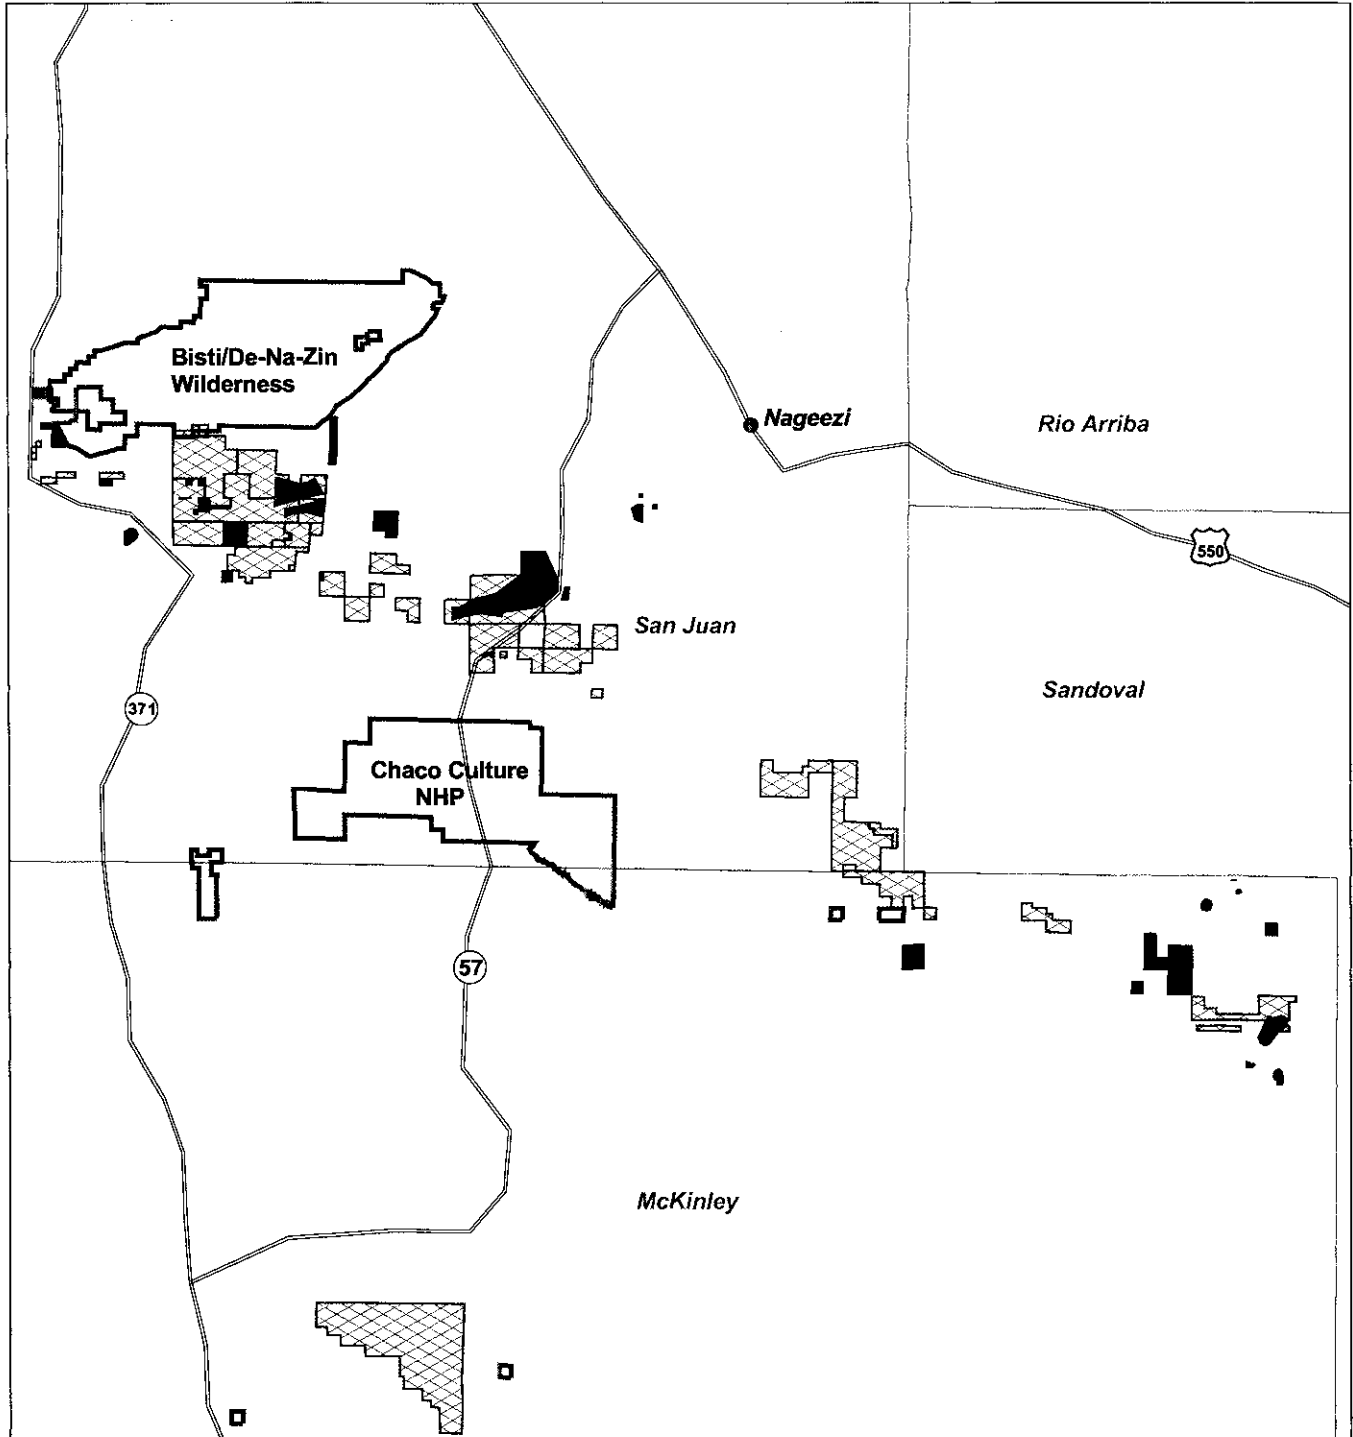 Bisti/De-Na-Zin
Wilderness
Nageezi
Rio Arriba
550
San Juan
Sandoval
371
Chaco Culture
NHP
57
McKinley